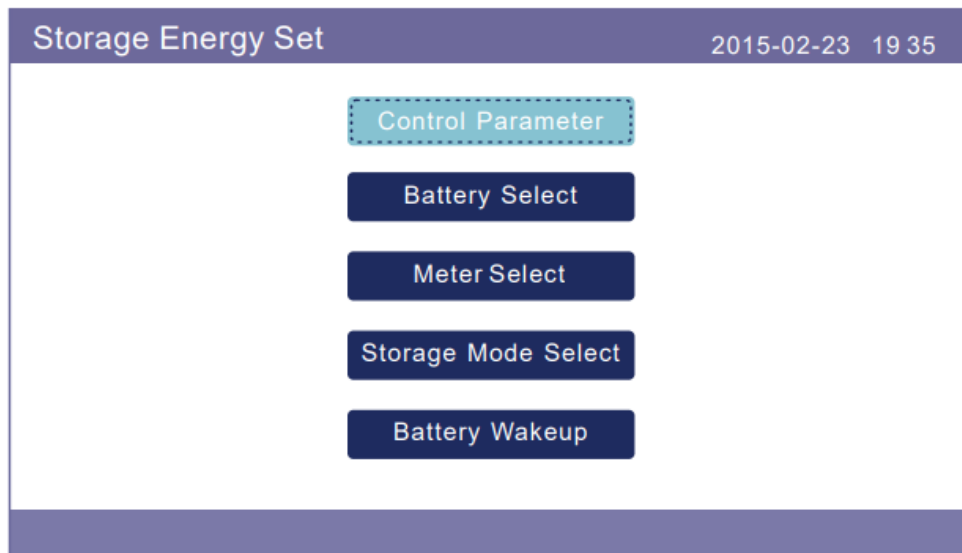 Storage Energy Set
2015-02-23 19 35
Control Parameter
Battery Select
Meter Select
Storage Mode Select
Battery Wakeup